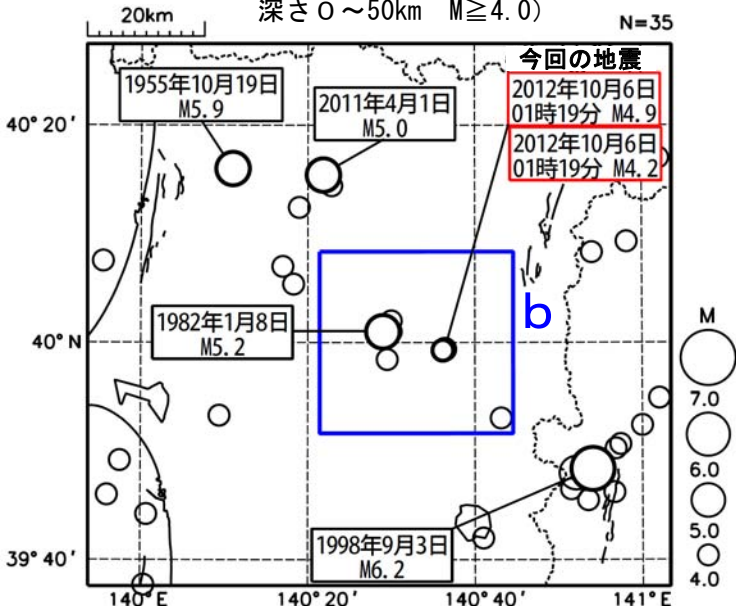 深さ0～50km M≧4.0)
20km
N=35
今回の地震
1955年10月19日
M5.9
2011年4月1日
M5.0
2012年10月6日
01時19分 M4.9
2012年10月6日
01時19分 M4.2
40°20′
1982年1月8日
M5.2
b
40°N
M
7.0
6.0
5.0
4.0
1998年9月3日
M6.2
39°40′
140°E
140°20′
140°40′
141°E